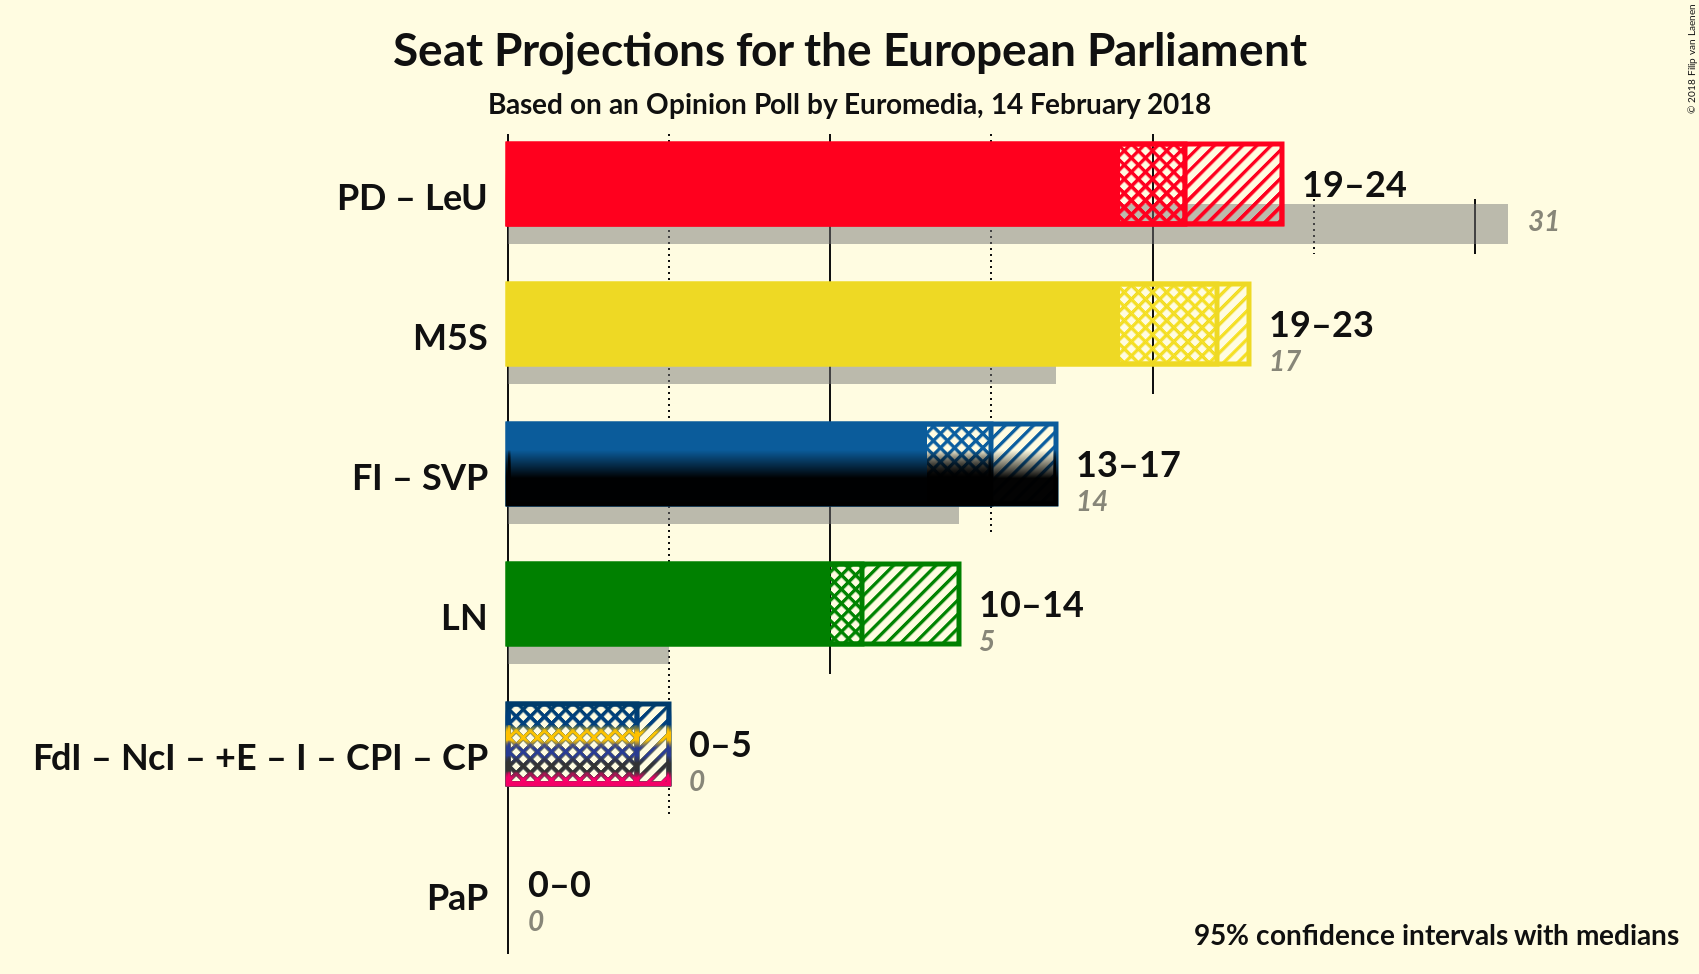 Seat Projections for the European Parliament
Based on an Opinion Poll by Euromedia, 14 February 2018
© 2018 Filip van Laenen
PD – LeU
19–24
31
M5S
19–23
17
FI – SVP
13–17
14
LN
10–14
5
FdI – NcI – +E – I – CPI – CP
0–5
0
PaP
0–0
0
95% confidence intervals with medians